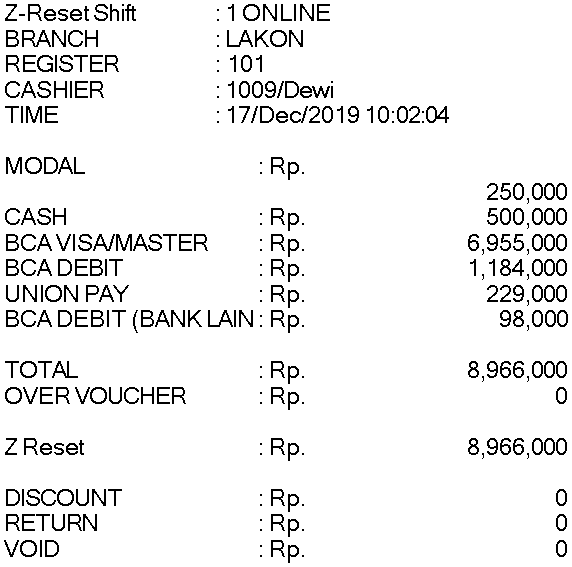 Z-Reset Shift : 1 ONLINE
BRANCH : LAKON
REGISTER : 101
CASHIER : 1009/Dewi
TIME : 17/Dec/2019 10:02:04
MODAL : Rp.
250,000
CASH : Rp. 500,000
BCA VISA/MASTER : Rp. 6,955,000
BCA DEBIT : Rp. 1,184,000
UNION PAY : Rp. 229,000
BCA DEBIT (BANK LAIN : Rp. 98,000
TOTAL : Rp. 8,966,000
OVER VOUCHER : Rp. 0
Z Reset : Rp. 8,966,000
DISCOUNT : Rp. 0
RETURN : Rp. 0
VOID : Rp. 0